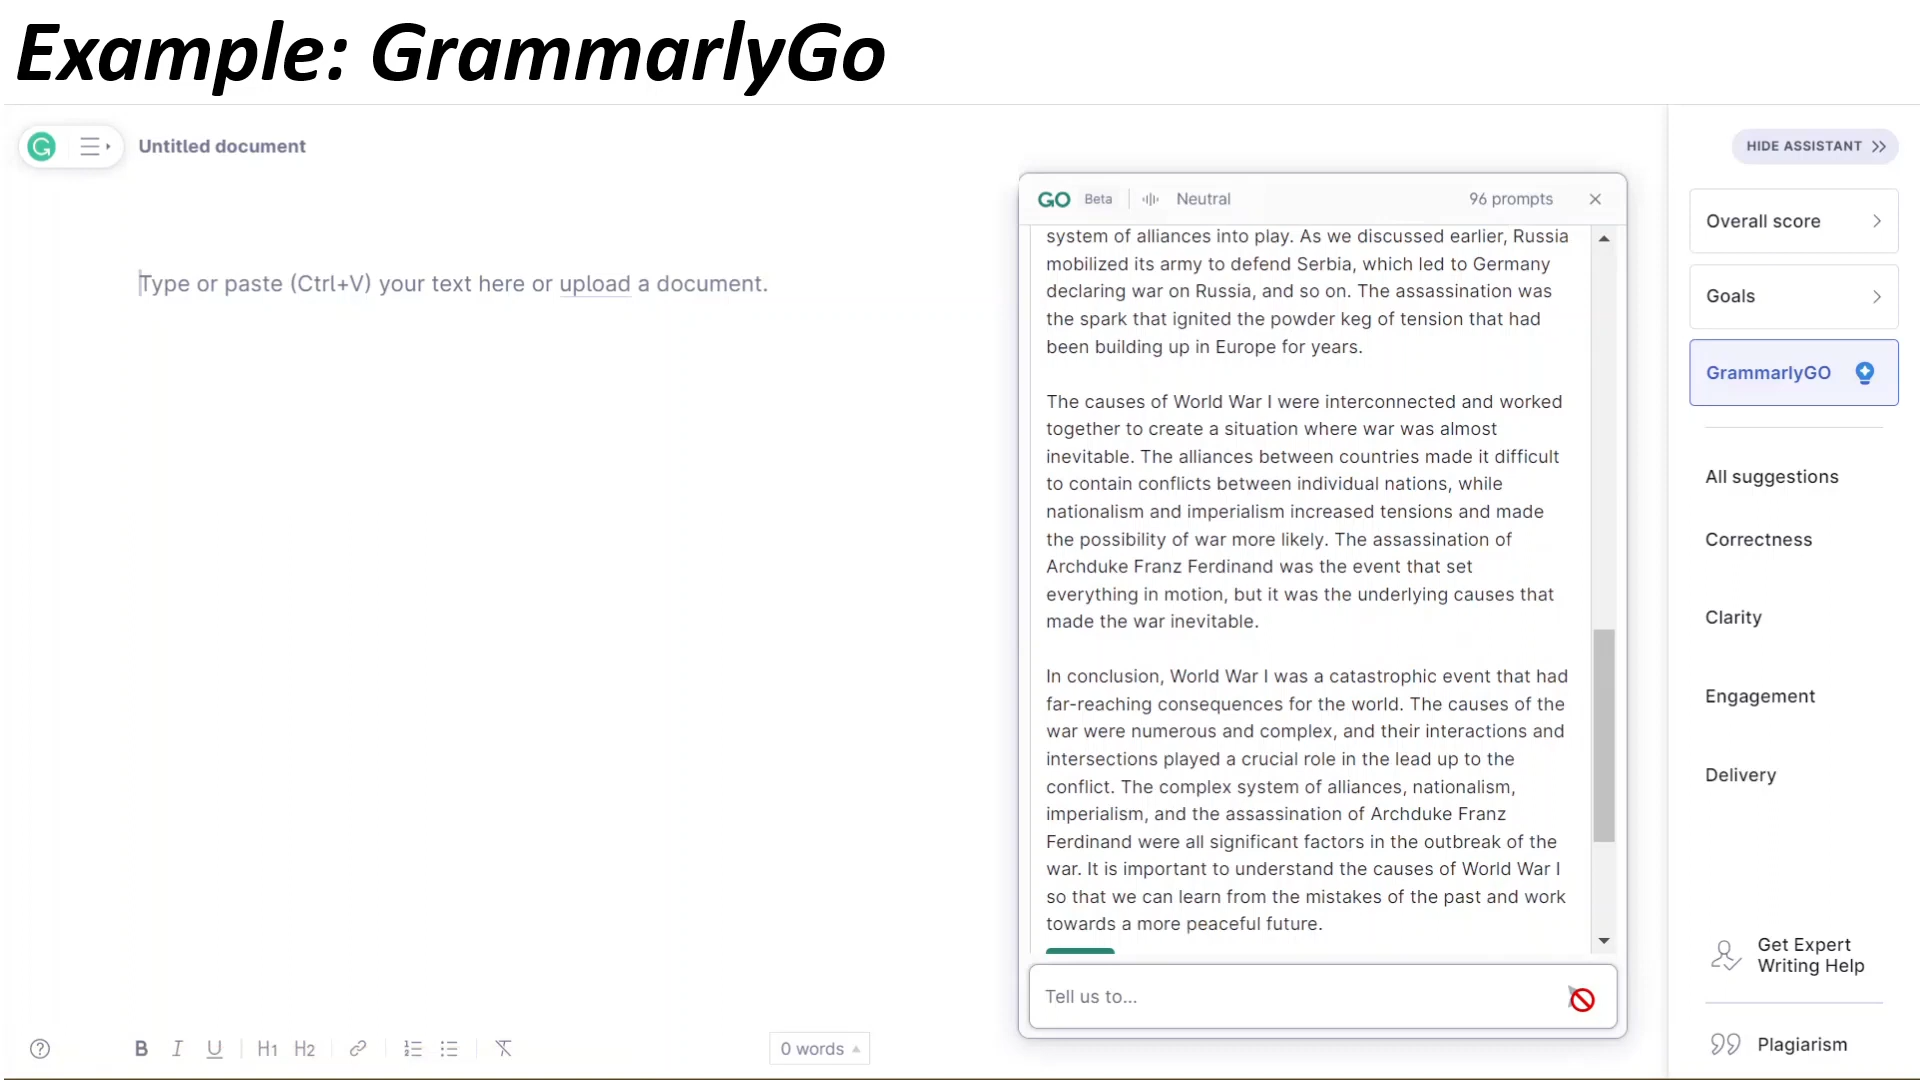 Example: GrammarlyGo
Untitled document
HIDE ASSISTANT
Type or paste (Ctrl+V) your text here or upload a document.
GO Beta Neutral 96 prompts
system of alliances into play. As we discussed earlier, Russia
mobilized its army to defend Serbia, which led to Germany
declaring war on Russia, and so on. The assassination was
the spark that ignited the powder keg of tension that had
been building up in Europe for years.
The causes of World War I were interconnected and worked
together to create a situation where war was almost
inevitable. The alliances between countries made it difficult
to contain conflicts between individual nations, while
nationalism and imperialism increased tensions and made
the possibility of war more likely. The assassination of
Archduke Franz Ferdinand was the event that set
everything in motion, but it was the underlying causes that
made the war inevitable.
In conclusion, World War I was a catastrophic event that had
far-reaching consequences for the world. The causes of the
war were numerous and complex, and their interactions and
intersections played a crucial role in the lead up to the
conflict. The complex system of alliances, nationalism,
imperialism, and the assassination of Archduke Franz
Ferdinand were all significant factors in the outbreak of the
war. It is important to understand the causes of World War I
so that we can learn from the mistakes of the past and work
towards a more peaceful future.
Tell us to...
Overall score
Goals
GrammarlyGO
All suggestions
Correctness
Clarity
Engagement
Delivery
Get Expert
Writing Help
Plagiarism
B I U H1 H2
0 words